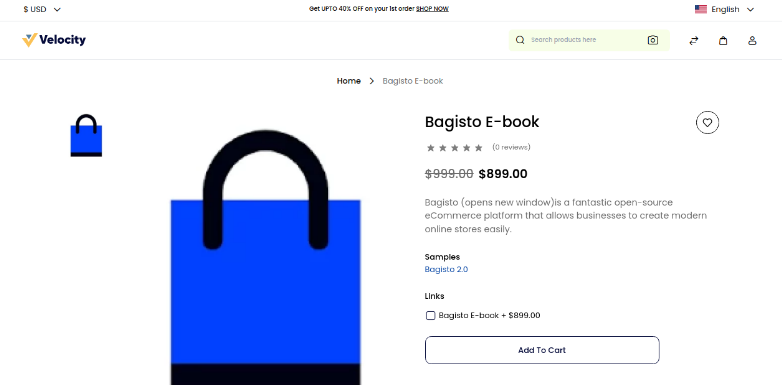 $ USD
Get UPTO 40% OFF on your 1st order SHOP NOW
English
Velocity
Search products here
Home
Bagisto E-book
Bagisto E-book
(0 reviews)
$999.00 $899.00
Bagisto (opens new window)is a fantastic open-source
eCommerce platform that allows businesses to create modern
online stores easily.
Samples
Bagisto 2.0
Links
Bagisto E-book + $899.00
Add To Cart